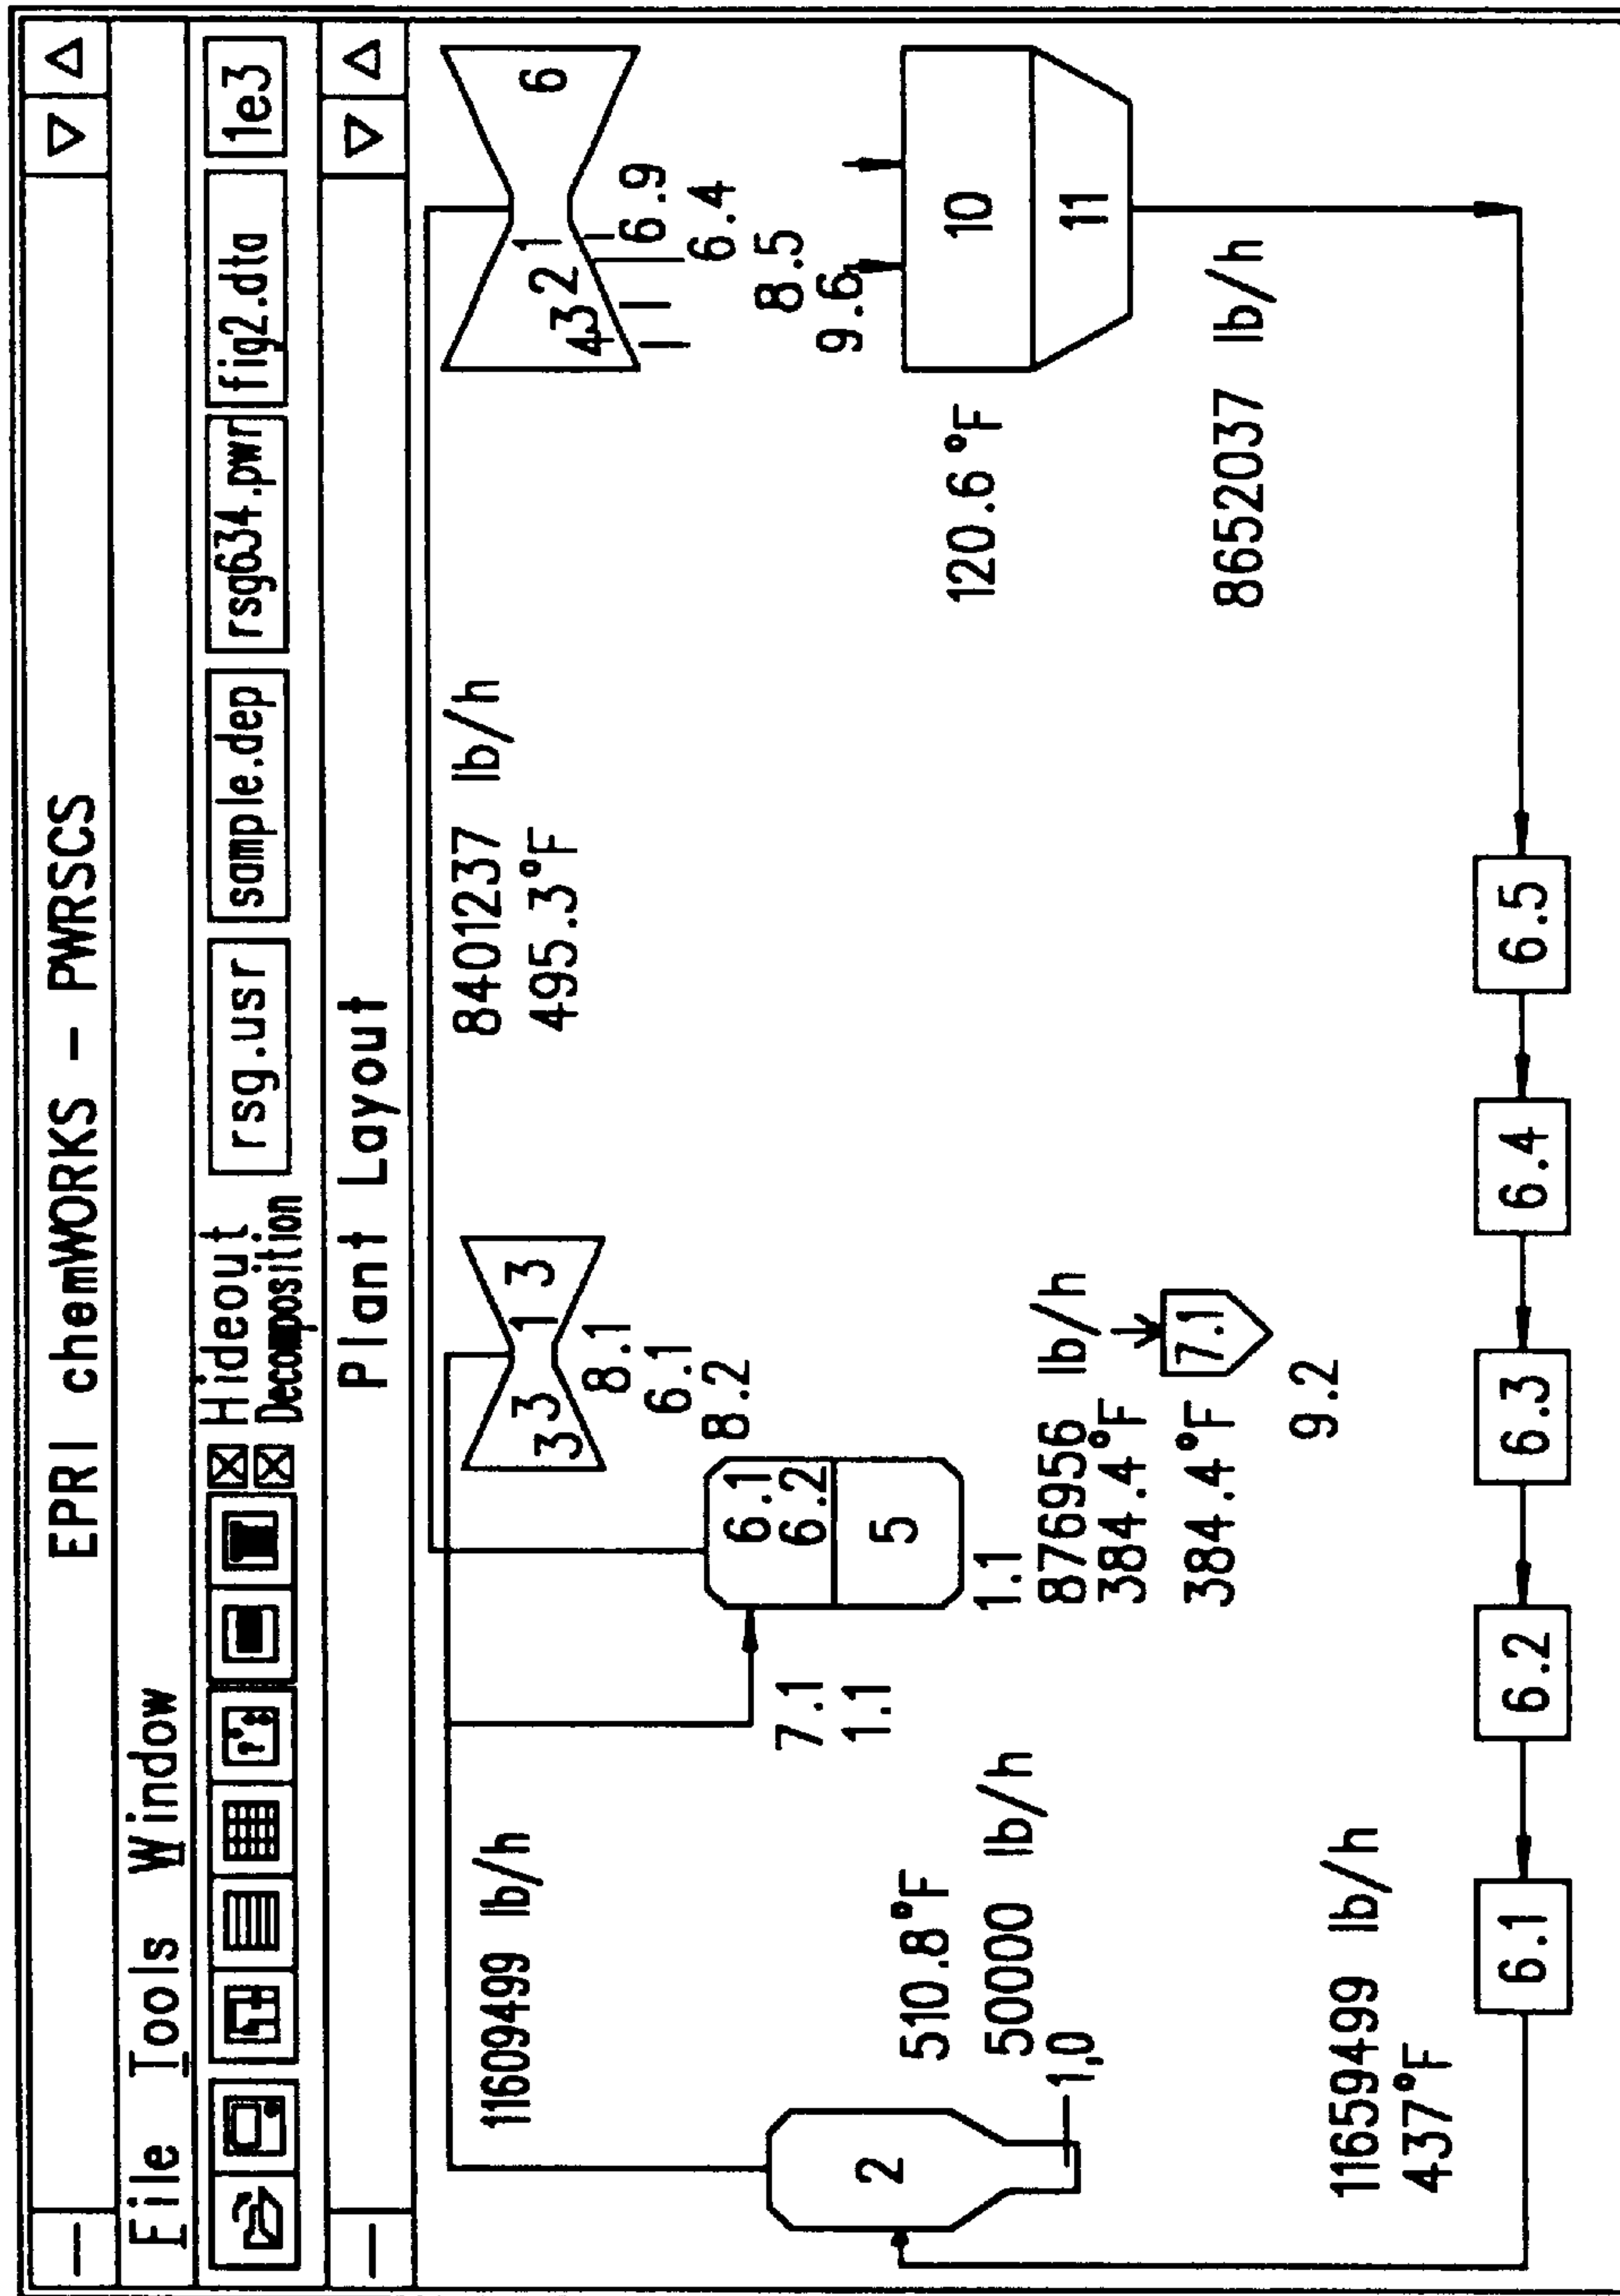 EPRI chemWORKS - PWRSCS
File Tools Window
Hideout
Decomposition
rsg.usr
sample.dep
rsg634.pwr
fig2.dta
1e3
Plant Layout
11609499 lb/h
8401237 lb/h
495.3°F
3 3 1 3
8.1
6.1
8.2
4 3 2 1 6
6.9
6.4
8.5
9.6
6.1
6.2
5
7.1
1.1
1.1
2
510.8°F
50000 lb/h
1,0
876956 lb/h
384.4°F
384.4°F
7.1
9.2
120.6°F
10
11
8652037 lb/h
11659499 lb/h
437°F
6.1 6.2 6.3 6.4 6.5